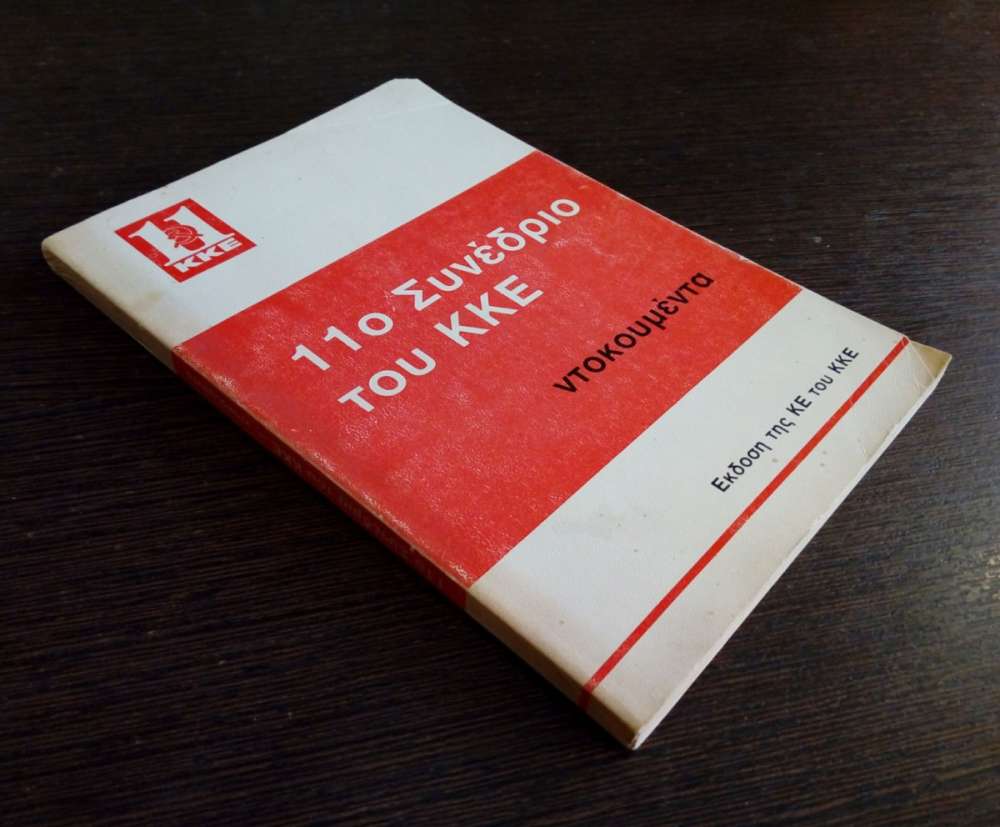 11
ΚΚΕ
11ο Συνέδριο
του ΚΚΕ
ντοκουμέντα
Εκδοση της ΚΕ του ΚΚΕ